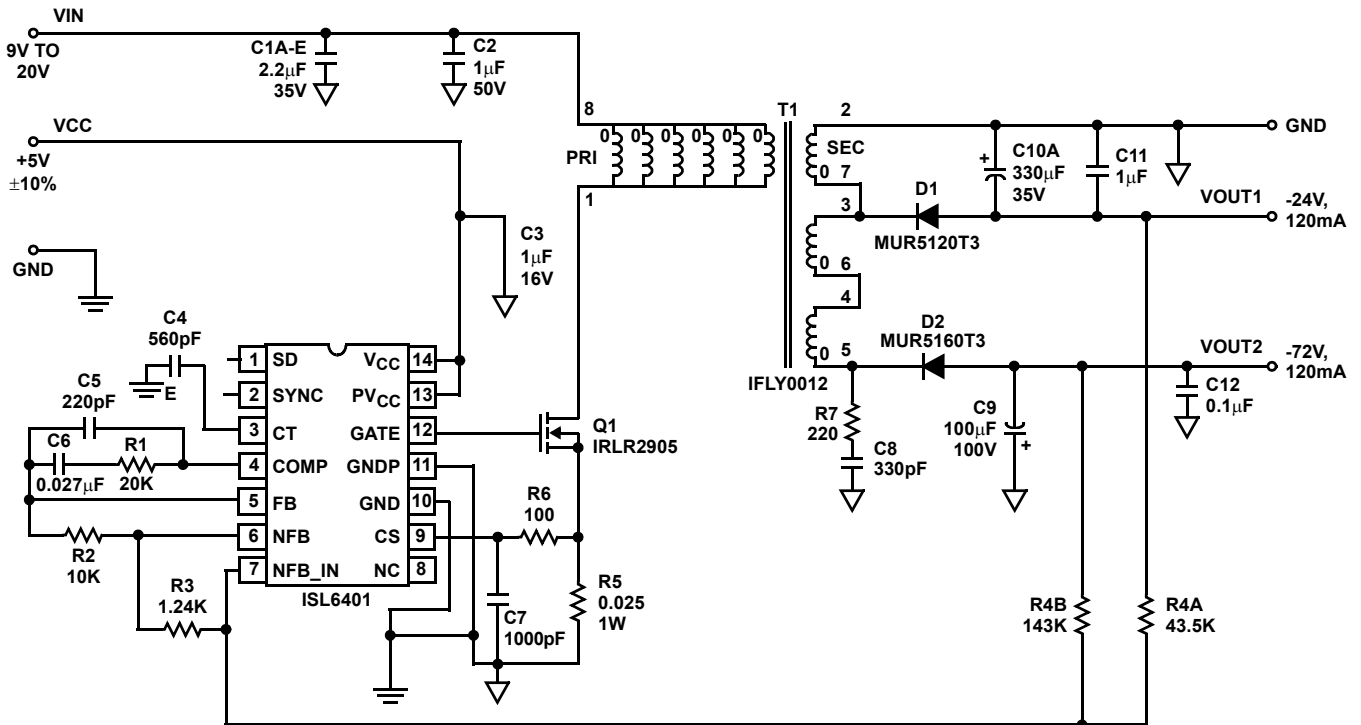 VIN
9V TO
20V
C1A-E
2.2µF
35V
C2
1µF
50V
VCC
+5V
±10%
GND
C3
1µF
16V
8
0 0 0 0 0 0
PRI
1
T1
IFLY0012
2
SEC
0 7
3
0 6
4
0 5
D1
MUR5120T3
D2
MUR5160T3
+
C10A
330µF
35V
C11
1µF
GND
VOUT1
-24V,
120mA
VOUT2
-72V,
120mA
C12
0.1µF
R7
220
C8
330pF
C9
100µF
100V
+
C4
560pF
E
C5
220pF
C6
0.027µF
R1
20K
R2
10K
R3
1.24K
1 SD
2 SYNC
3 CT
4 COMP
5 FB
6 NFB
7 NFB_IN
VCC 14
PVCC 13
GATE 12
GNDP 11
GND 10
CS 9
NC 8
ISL6401
Q1
IRLR2905
R6
100
C7
1000pF
R5
0.025
1W
R4B
143K
R4A
43.5K